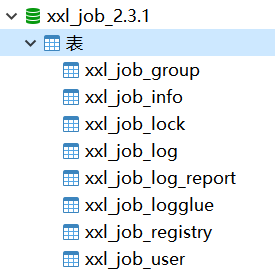 xxl_job_2.3.1
表
xxl_job_group
xxl_job_info
xxl_job_lock
xxl_job_log
xxl_job_log_report
xxl_job_logglue
xxl_job_registry
xxl_job_user